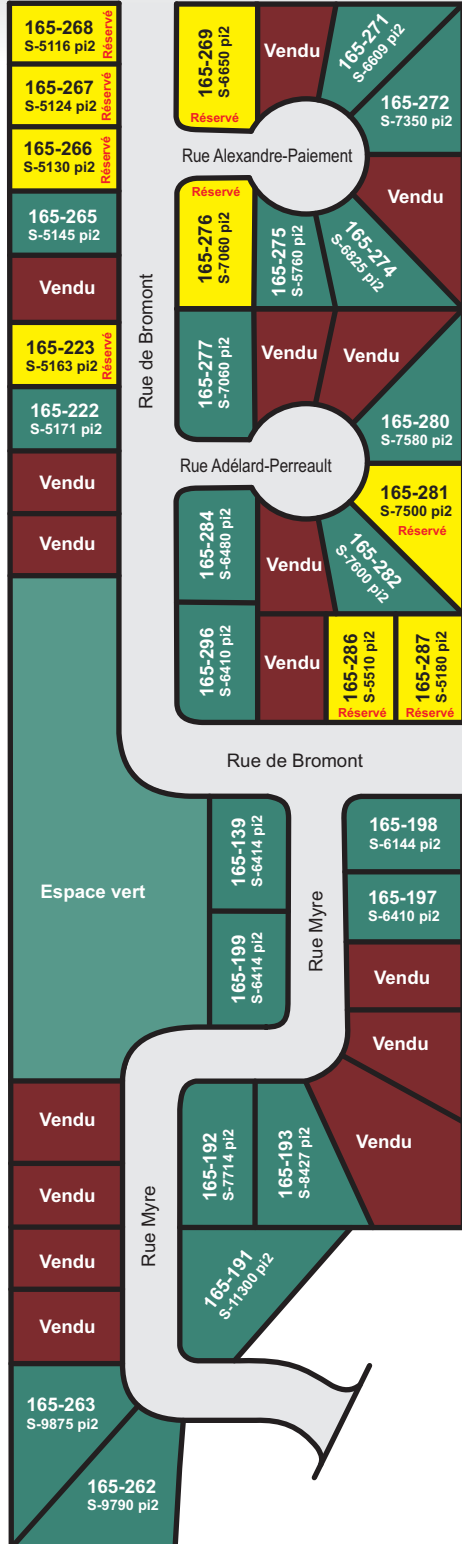 165-268
S-5116 pi2
Réservé
165-267
S-5124 pi2
Réservé
165-266
S-5130 pi2
Réservé
165-265
S-5145 pi2
Vendu
165-223
S-5163 pi2
Réservé
165-222
S-5171 pi2
Vendu
Vendu
Espace vert
Vendu
Vendu
Vendu
Vendu
165-263
S-9875 pi2
165-262
S-9790 pi2
Rue de Bromont
165-269
S-6650 pi2
Réservé
Vendu
165-271
S-6609 pi2
165-272
S-7350 pi2
Rue Alexandre-Paiement
Vendu
Réservé
165-276
S-7060 pi2
165-275
S-5760 pi2
165-274
S-6825 pi2
165-277
S-7060 pi2
Vendu
Vendu
165-280
S-7580 pi2
Rue Adélard-Perreault
165-281
S-7500 pi2
Réservé
165-284
S-6480 pi2
Vendu
165-282
S-7600 pi2
165-296
S-6410 pi2
Vendu
165-286
S-5510 pi2
Réservé
165-287
S-5180 pi2
Réservé
Rue de Bromont
165-139
S-6414 pi2
165-199
S-6414 pi2
Rue Myre
165-198
S-6144 pi2
165-197
S-6410 pi2
Vendu
Vendu
Vendu
165-192
S-7714 pi2
165-193
S-8427 pi2
Rue Myre
165-191
S-11300 pi2